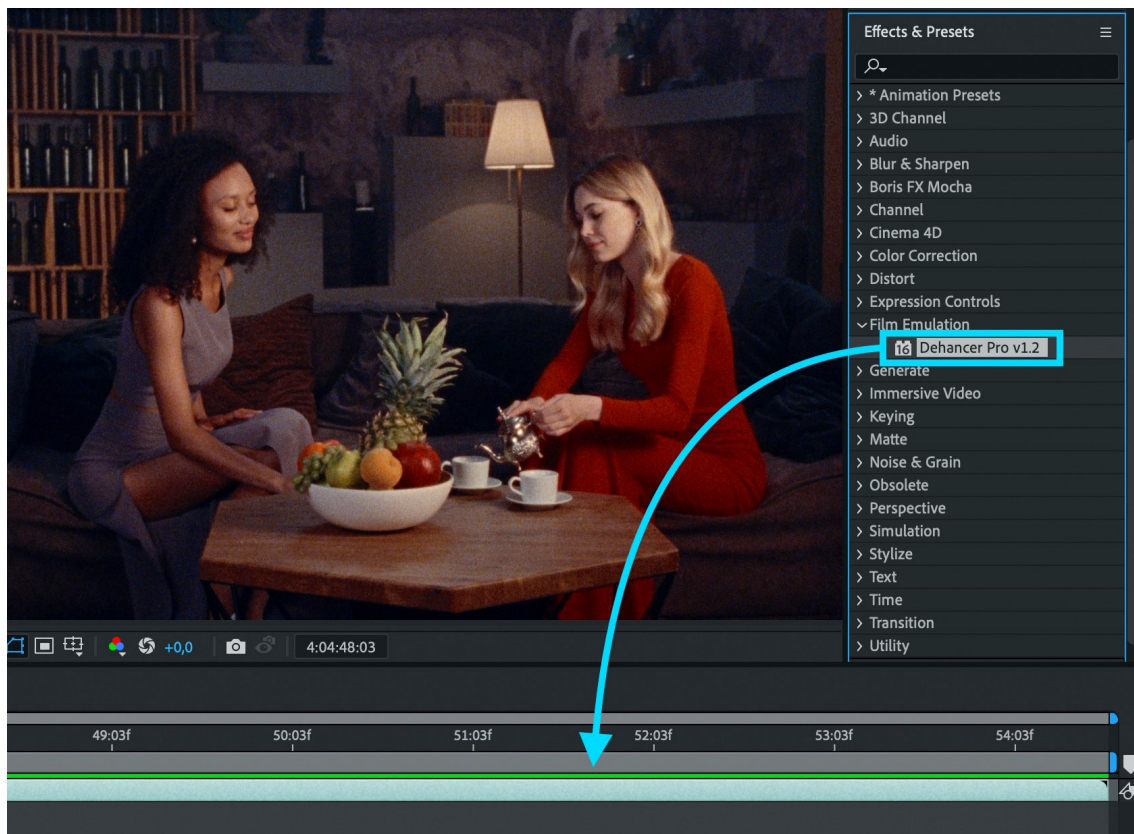 Effects & Presets
* Animation Presets
3D Channel
Audio
Blur & Sharpen
Boris FX Mocha
Channel
Cinema 4D
Color Correction
Distort
Expression Controls
Film Emulation
16 Dehancer Pro v1.2
Generate
Immersive Video
Keying
Matte
Noise & Grain
Obsolete
Perspective
Simulation
Stylize
Text
Time
Transition
Utility
+0,0 4:04:48:03
49:03f 50:03f 51:03f 52:03f 53:03f 54:03f